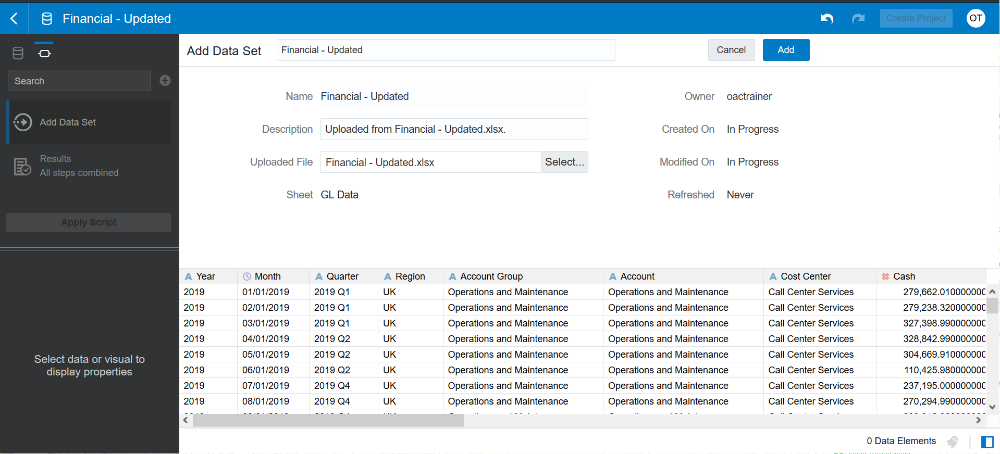 Financial - Updated
Create Project
OT
Add Data Set
Financial - Updated
Cancel
Add
Search
Add Data Set
Results
All steps combined
Apply Script
Select data or visual to
display properties
Name Financial - Updated
Owner oactrainer
Description Uploaded from Financial - Updated.xlsx.
Created On In Progress
Uploaded File Financial - Updated.xlsx Select...
Modified On In Progress
Sheet GL Data
Refreshed Never
A Year Month A Quarter A Region A Account Group A Account A Cost Center # Cash
2019 01/01/2019 2019 Q1 UK Operations and Maintenance Operations and Maintenance Call Center Services 279,662.010000000
2019 02/01/2019 2019 Q1 UK Operations and Maintenance Operations and Maintenance Call Center Services 279,238.320000000
2019 03/01/2019 2019 Q1 UK Operations and Maintenance Operations and Maintenance Call Center Services 327,398.990000000
2019 04/01/2019 2019 Q2 UK Operations and Maintenance Operations and Maintenance Call Center Services 328,842.990000000
2019 05/01/2019 2019 Q2 UK Operations and Maintenance Operations and Maintenance Call Center Services 304,669.910000000
2019 06/01/2019 2019 Q2 UK Operations and Maintenance Operations and Maintenance Call Center Services 110,425.980000000
2019 07/01/2019 2019 Q4 UK Operations and Maintenance Operations and Maintenance Call Center Services 237,195.000000000
2019 08/01/2019 2019 Q4 UK Operations and Maintenance Operations and Maintenance Call Center Services 270,294.990000000
0 Data Elements